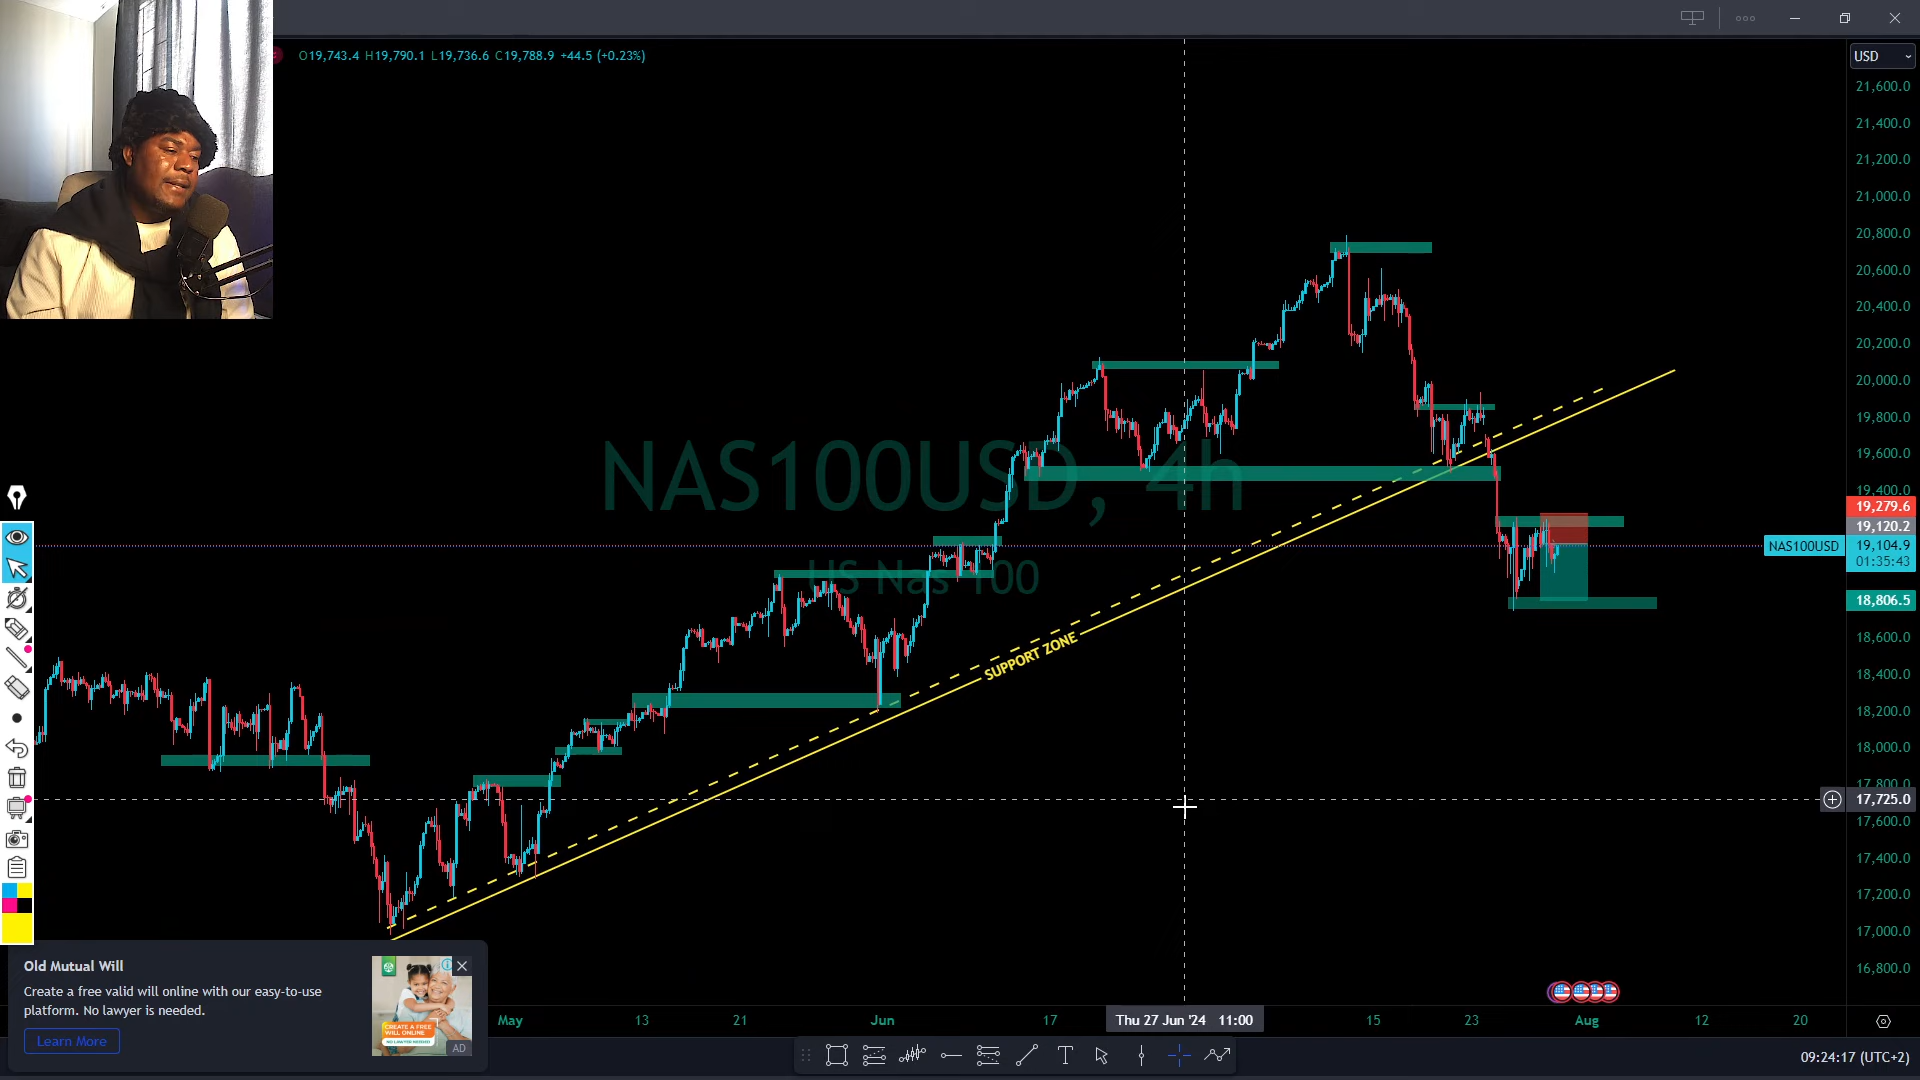 O19,743.4 H19,790.1 L19,736.6 C19,788.9 +44.5 (+0.23%)
USD
21,600.0
21,400.0
21,200.0
21,000.0
20,800.0
20,600.0
20,400.0
20,200.0
20,000.0
19,800.0
19,600.0
19,400.0
19,279.6
19,120.2
NAS100USD 19,104.9
01:35:43
18,806.5
18,600.0
18,400.0
18,200.0
18,000.0
17,800.0
17,725.0
17,600.0
17,400.0
17,200.0
17,000.0
16,800.0
NAS100USD, 4h
US Nas 100
SUPPORT ZONE
Old Mutual Will
Create a free valid will online with our easy-to-use
platform. No lawyer is needed.
Learn More
CREATE A FREE
WILL ONLINE
AD
May 13 21 Jun 17 Thu 27 Jun '24 11:00 15 23 Aug 12 20
09:24:17 (UTC+2)